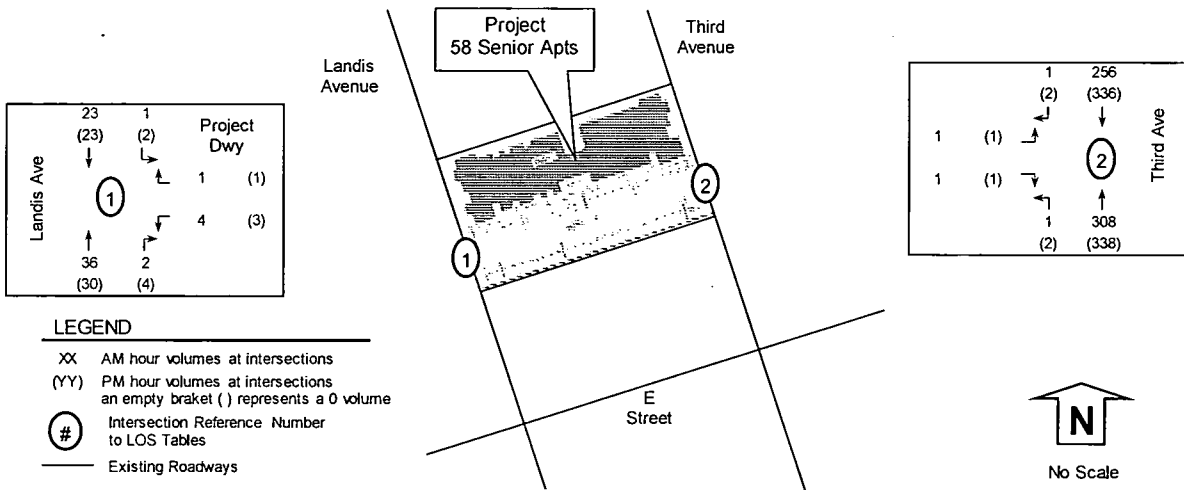 Project
58 Senior Apts
Landis
Avenue
Third
Avenue
23 1
(23) (2)
Project
Dwy
Landis Ave
1
1 (1)
4 (3)
36 2
(30) (4)
1 256
(2) (336)
1 (1)
1 (1)
2
Third Ave
1 308
(2) (338)
2
1
LEGEND
XX AM hour volumes at intersections
(YY) PM hour volumes at intersections
an empty braket ( ) represents a 0 volume
# Intersection Reference Number
to LOS Tables
Existing Roadways
E
Street
N
No Scale